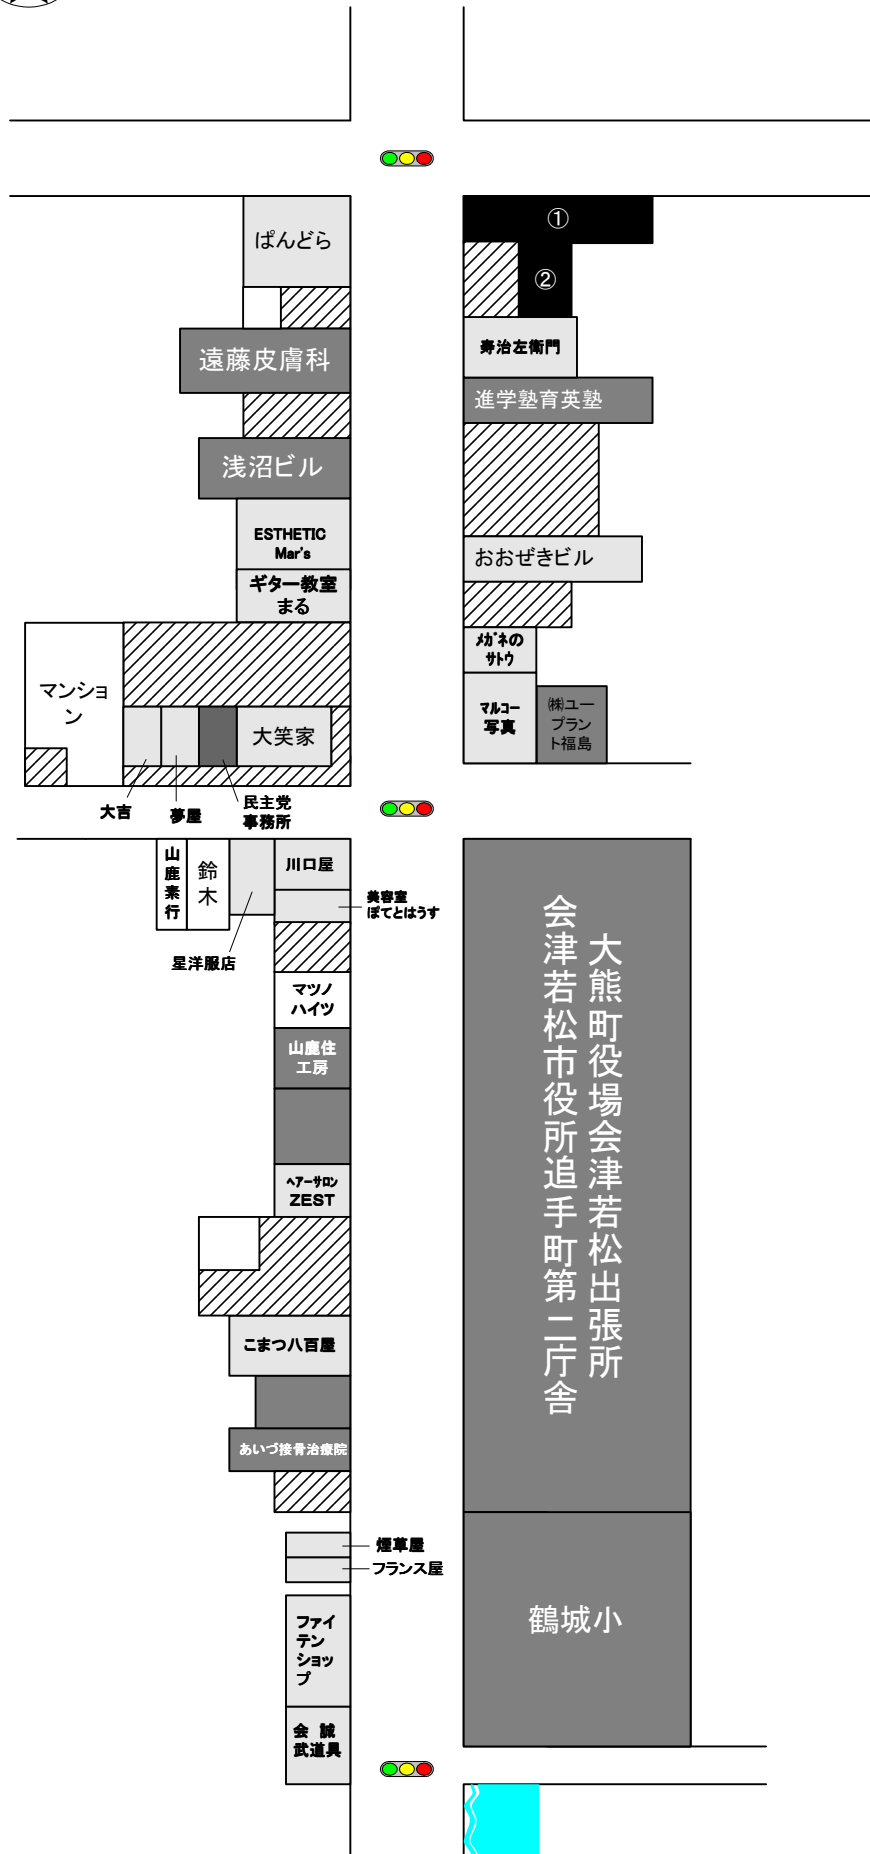 ぱんどら
①
②
寿治左衛門
遠藤皮膚科
進学塾育英塾
浅沼ビル
ESTHETIC
Mar's
ギター教室
まる
おおぜきビル
メガネの
サトウ
マンショ
ン
マルコー
写真
㈱ユー
プラン
ト福島
大笑家
大吉
夢屋
民主党
事務所
山鹿素行
鈴木
川口屋
美容室
ぽてとはうす
星洋服店
マツノ
ハイツ
山鹿住
工房
ヘアーサロン
ZEST
大熊町役場会津若松出張所
会津若松市役所追手町第二庁舎
こまつ八百屋
あいづ接骨治療院
煙草屋
フランス屋
ファイ
テン
ショッ
プ
鶴城小
会 誠
武道具